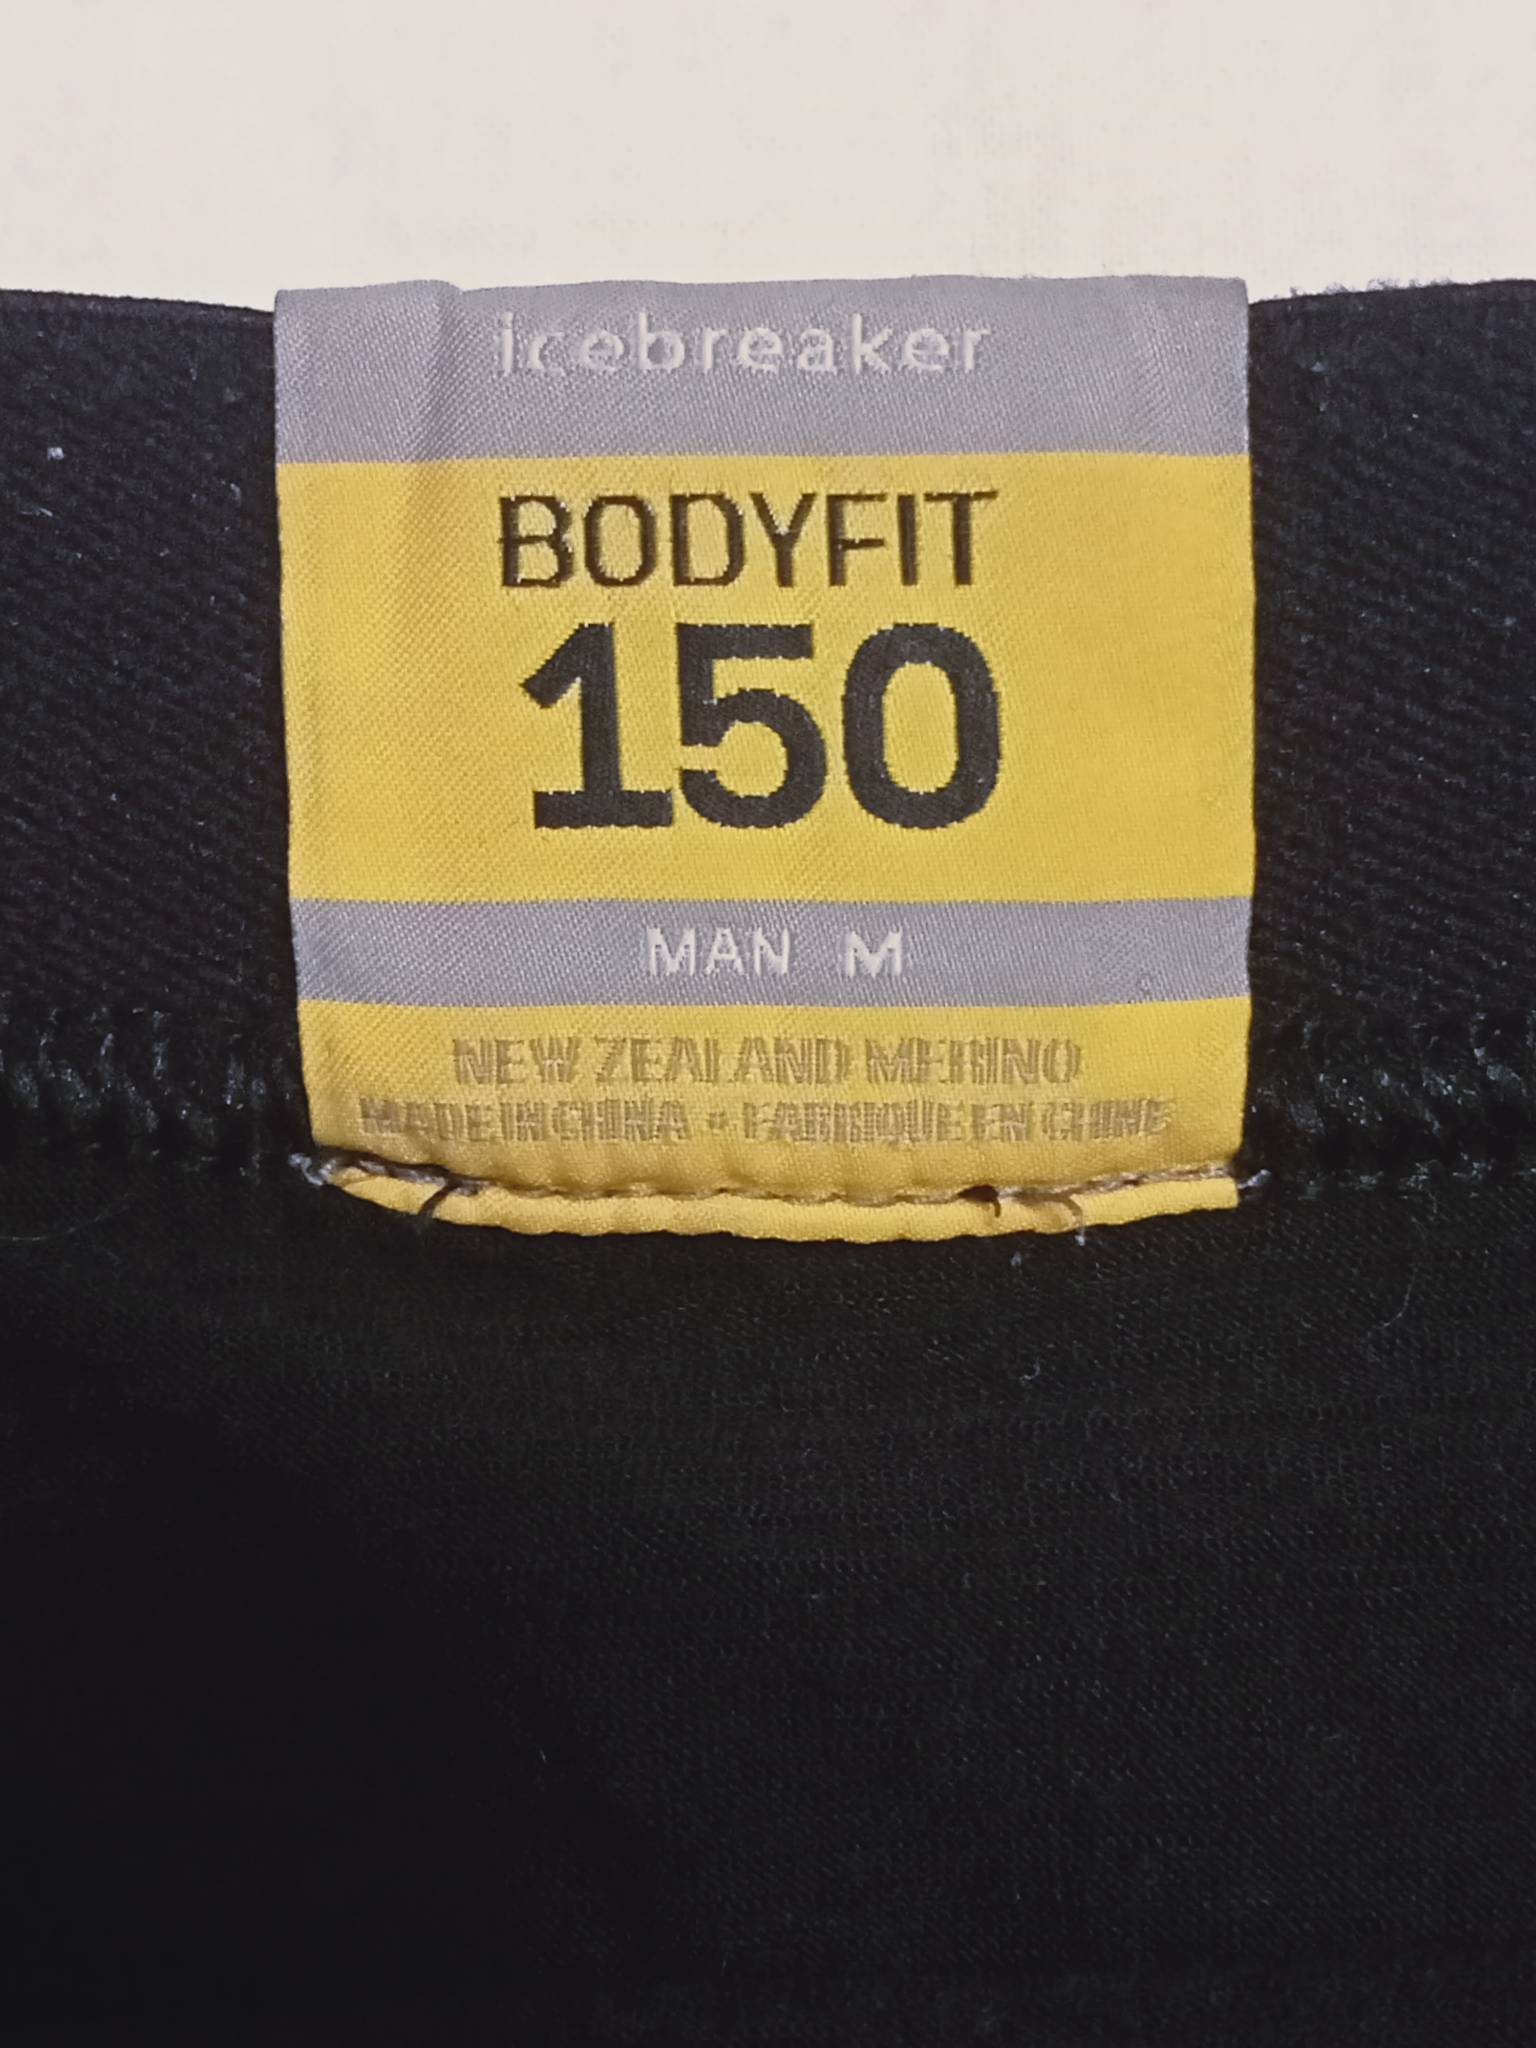 icebreaker
BODYFIT
150
MAN M
NEW ZEALAND MERINO
MADE IN CHINA • FABRIQUE EN CHINE